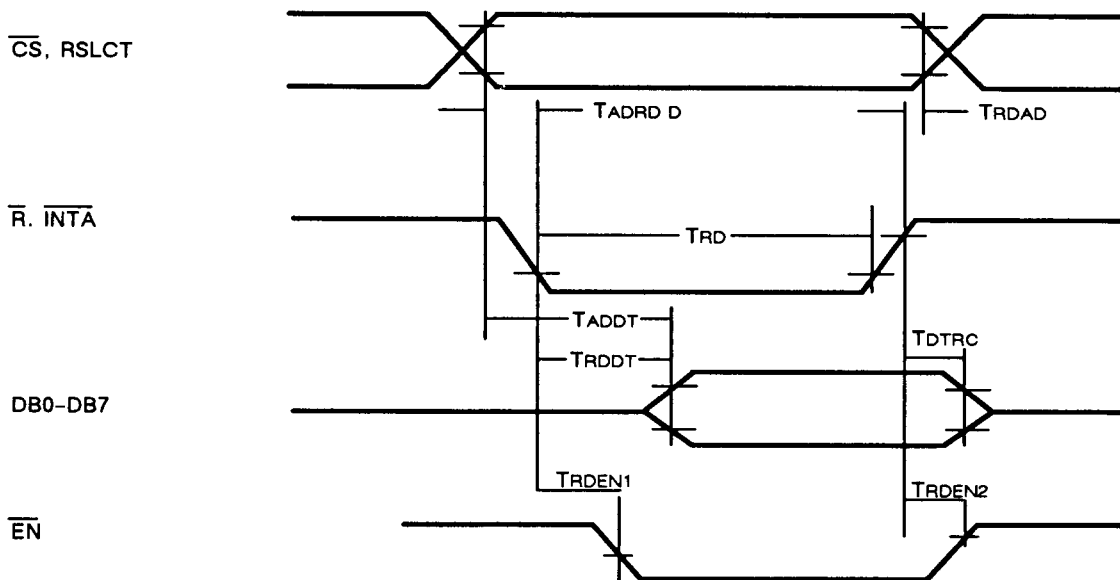 CS, RSLCT
TADRD D
TRDAD
R. INTA
TRD
TADDT
TRDDT
TDTRC
DB0-DB7
TRDEN1
TRDEN2
EN